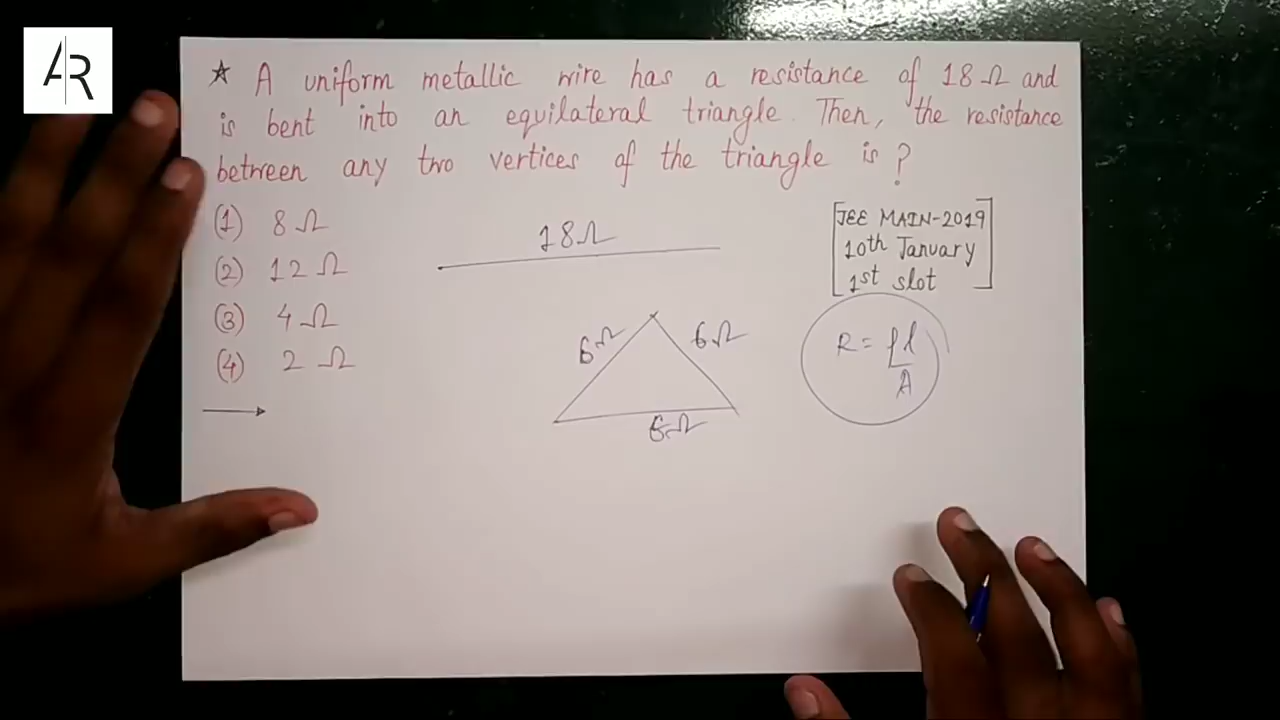 AR
☆ A uniform metallic wire has a resistance of 18 Ω and
is bent into an equilateral triangle. Then, the resistance
between any two vertices of the triangle is ?
(1) 8 Ω
(2) 12 Ω
(3) 4 Ω
(4) 2 Ω
18Ω
[JEE MAIN-2019
10th January
1st slot]
6Ω
6Ω
6Ω
R = ρl/A